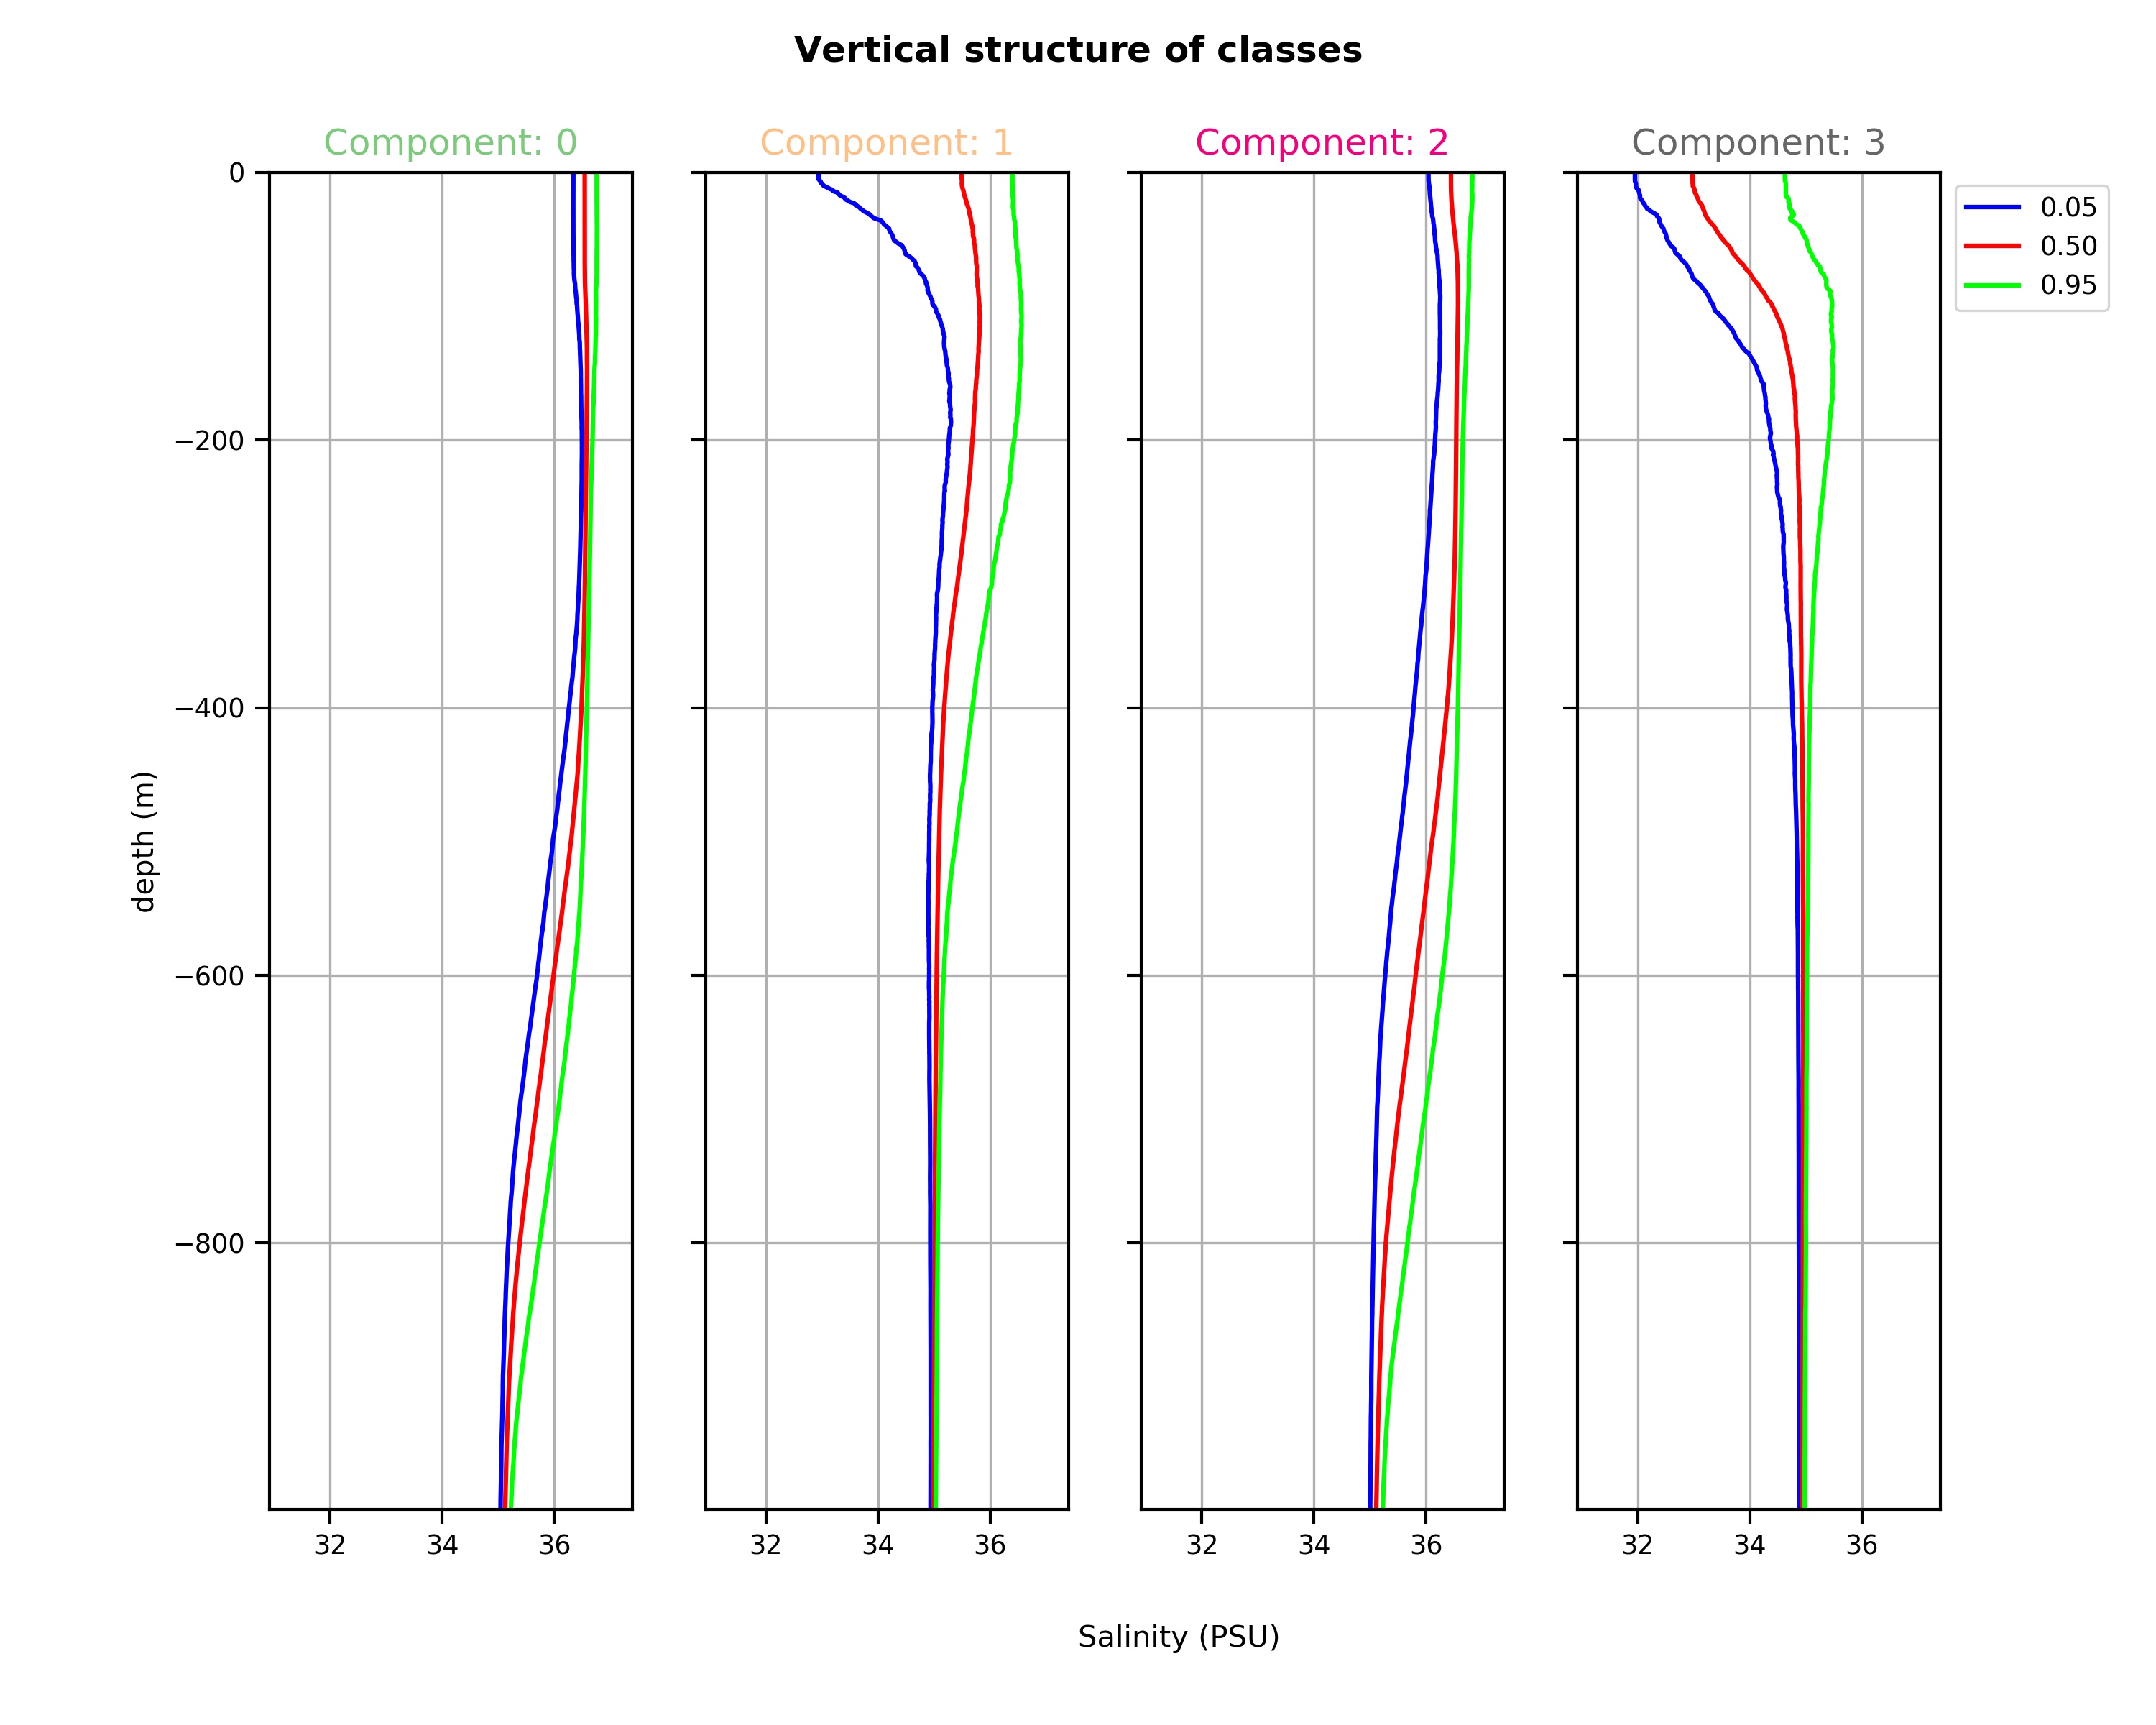 Vertical structure of classes
Component: 0
Component: 1
Component: 2
Component: 3
0
−200
−400
−600
−800
depth (m)
0.05
0.50
0.95
32 34 36
32 34 36
32 34 36
32 34 36
Salinity (PSU)